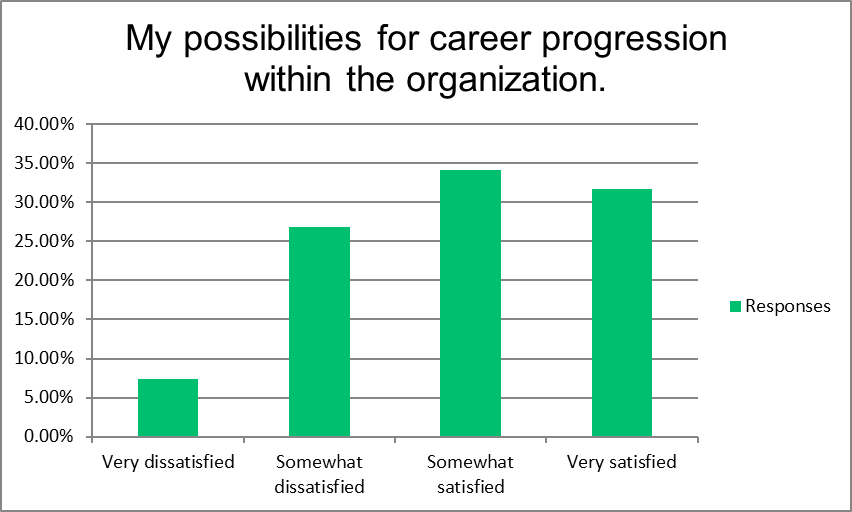 My possibilities for career progression
within the organization.
40.00%
35.00%
30.00%
25.00%
20.00%
15.00%
10.00%
5.00%
0.00%
Very dissatisfied
Somewhat
dissatisfied
Somewhat
satisfied
Very satisfied
Responses